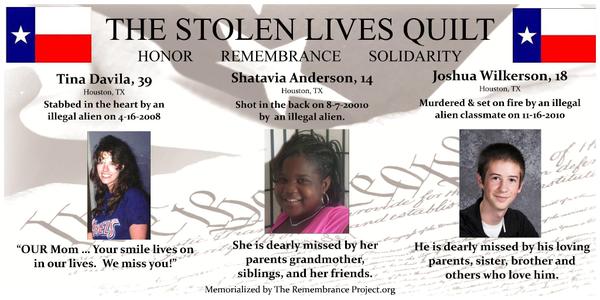 THE STOLEN LIVES QUILT
HONOR REMEMBRANCE SOLIDARITY
Tina Davila, 39
Houston, TX
Stabbed in the heart by an
illegal alien on 4-16-2008
"OUR Mom ... Your smile lives on
in our lives. We miss you!"
Shatavia Anderson, 14
Houston, TX
Shot in the back on 8-7-20010
by an illegal alien.
She is dearly missed by her
parents grandmother,
siblings, and her friends.
Joshua Wilkerson, 18
Houston, TX
Murdered & set on fire by an illegal
alien classmate on 11-16-2010
He is dearly missed by his loving
parents, sister, brother and
others who love him.
Memorialized by The Remembrance Project.org